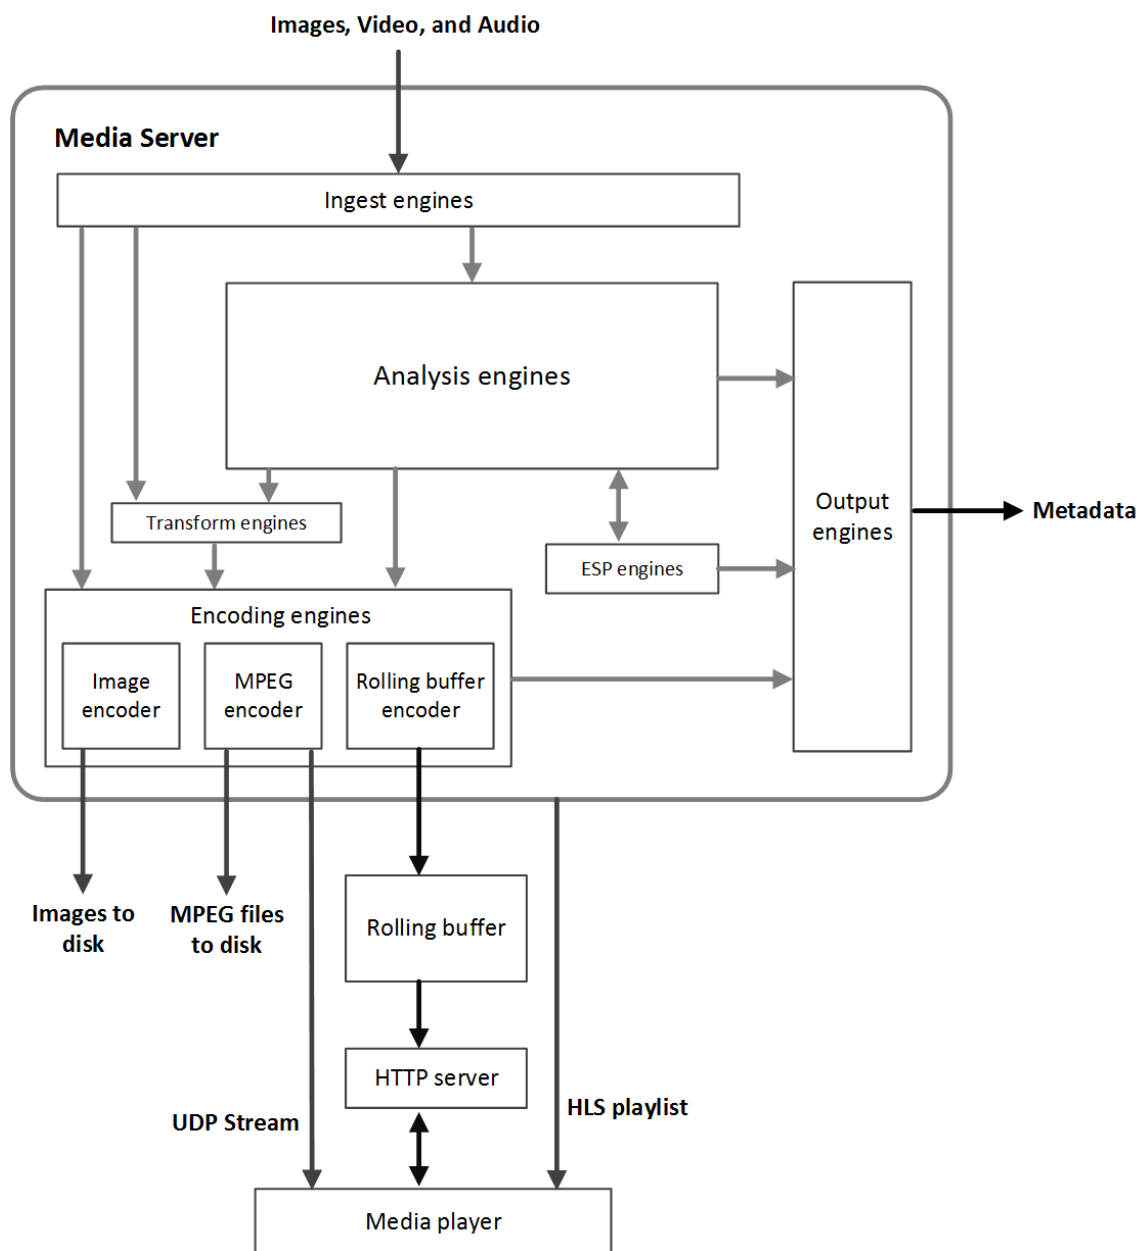 Images, Video, and Audio
Media Server
Ingest engines
Analysis engines
Output
engines
Metadata
Transform engines
ESP engines
Encoding engines
Image
encoder
MPEG
encoder
Rolling buffer
encoder
Images to
disk
MPEG files
to disk
Rolling buffer
HTTP server
UDP Stream
HLS playlist
Media player